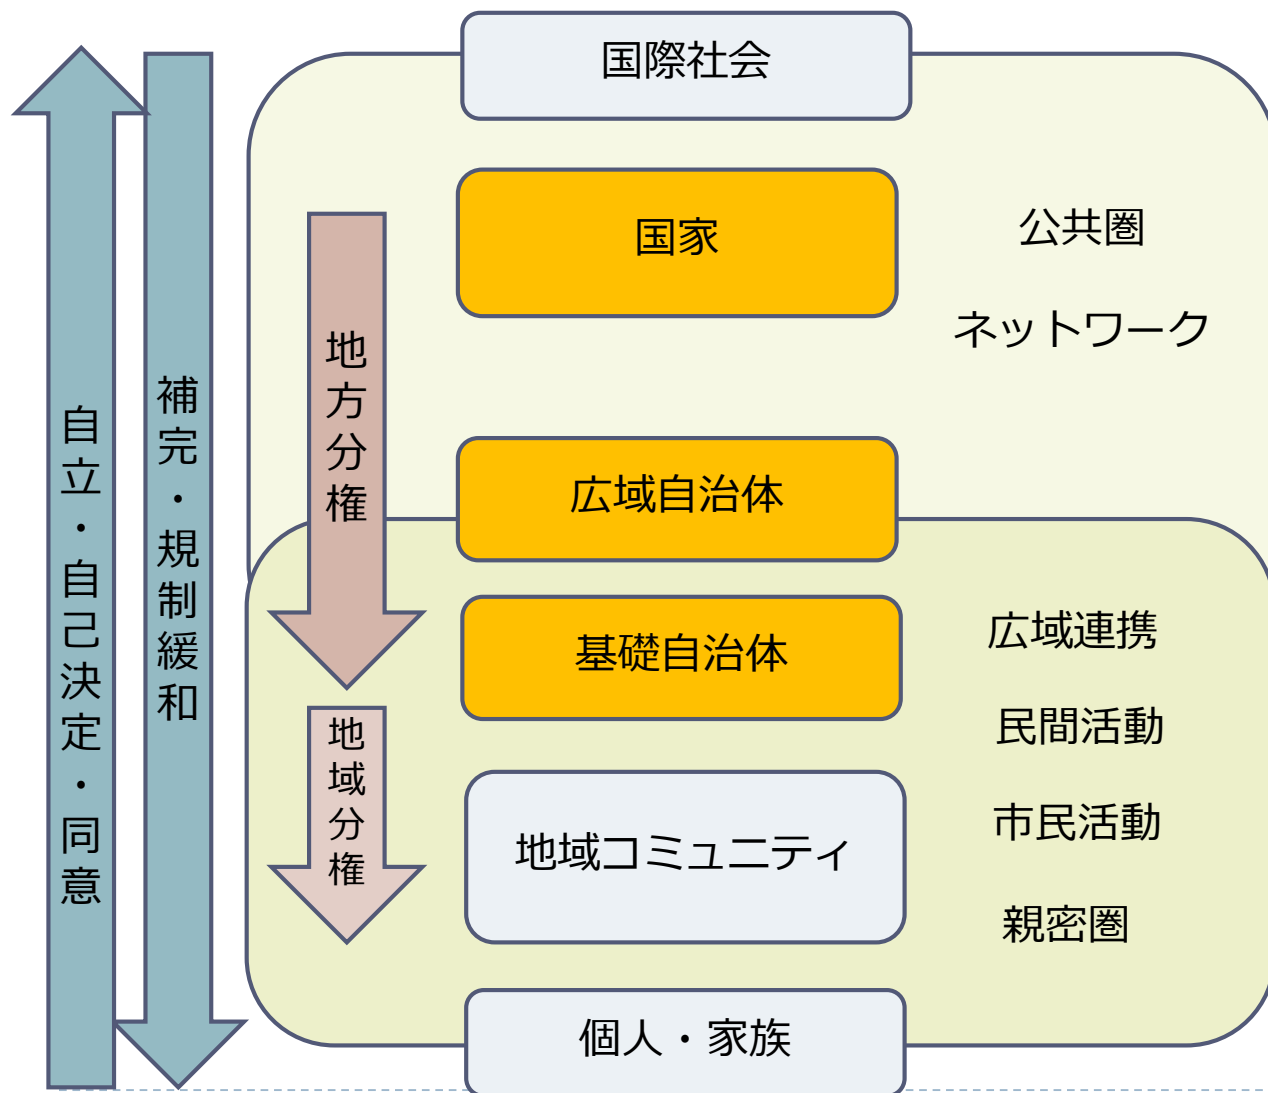 国際社会
国家
公共圏
ネットワーク
地方分権
自立・自己決定・同意
補完・規制緩和
広域自治体
基礎自治体
広域連携
民間活動
地域分権
市民活動
地域コミュニティ
親密圏
個人・家族